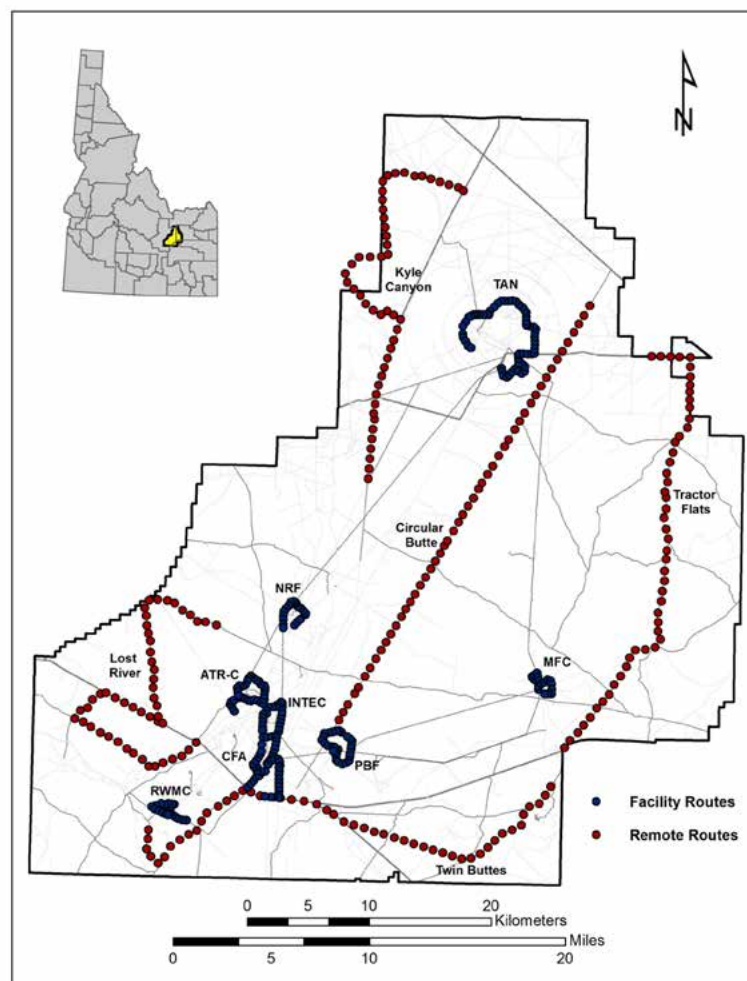 N
Kyle
Canyon
TAN
Tractor
Flats
Circular
Butte
NRF
Lost
River
ATR-C
MFC
INTEC
CFA
PBF
RWMC
Facility Routes
Remote Routes
Twin Buttes
0 5 10 20
Kilometers
Miles
0 5 10 20